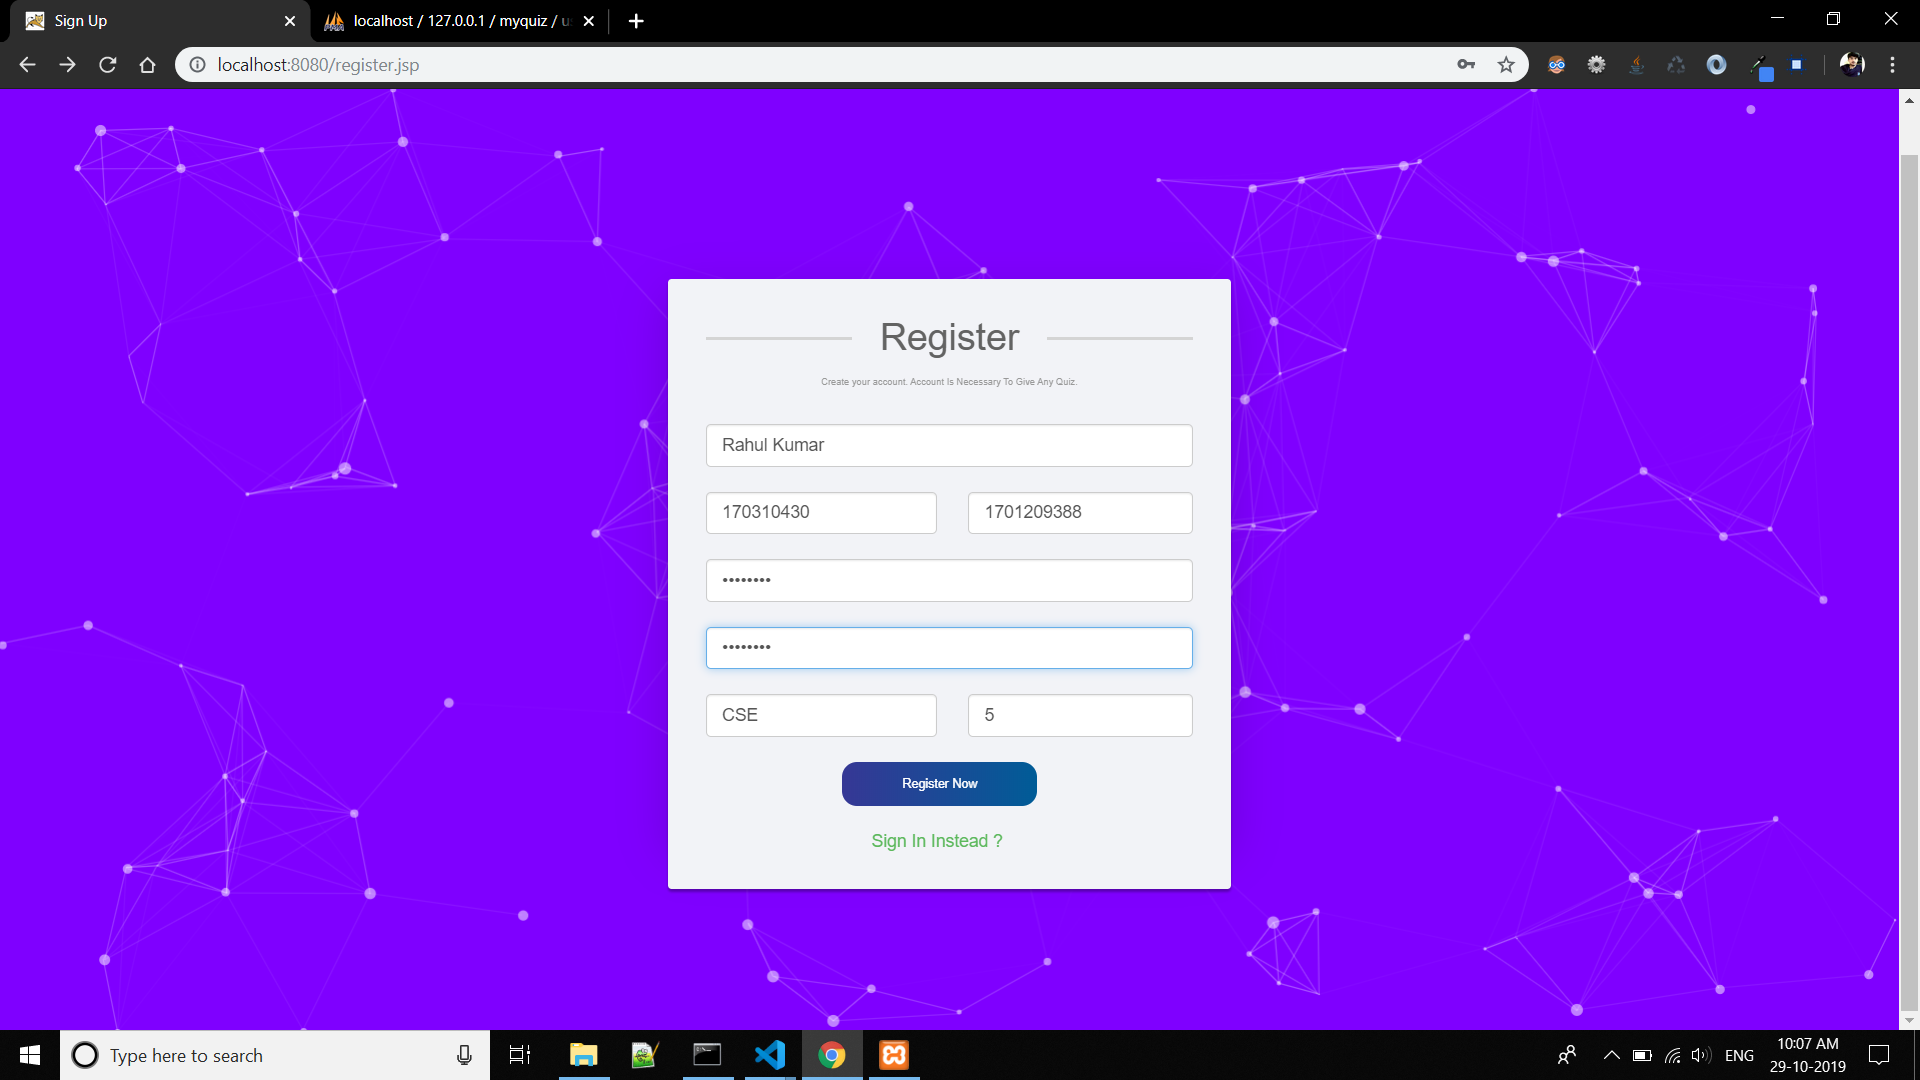 Sign Up
localhost / 127.0.0.1 / myquiz /
localhost:8080/register.jsp
Register
Create your account. Account Is Necessary To Give Any Quiz.
Rahul Kumar
170310430 1701209388
••••••••
••••••••
CSE 5
Register Now
Sign In Instead ?
Type here to search
ENG
10:07 AM
29-10-2019